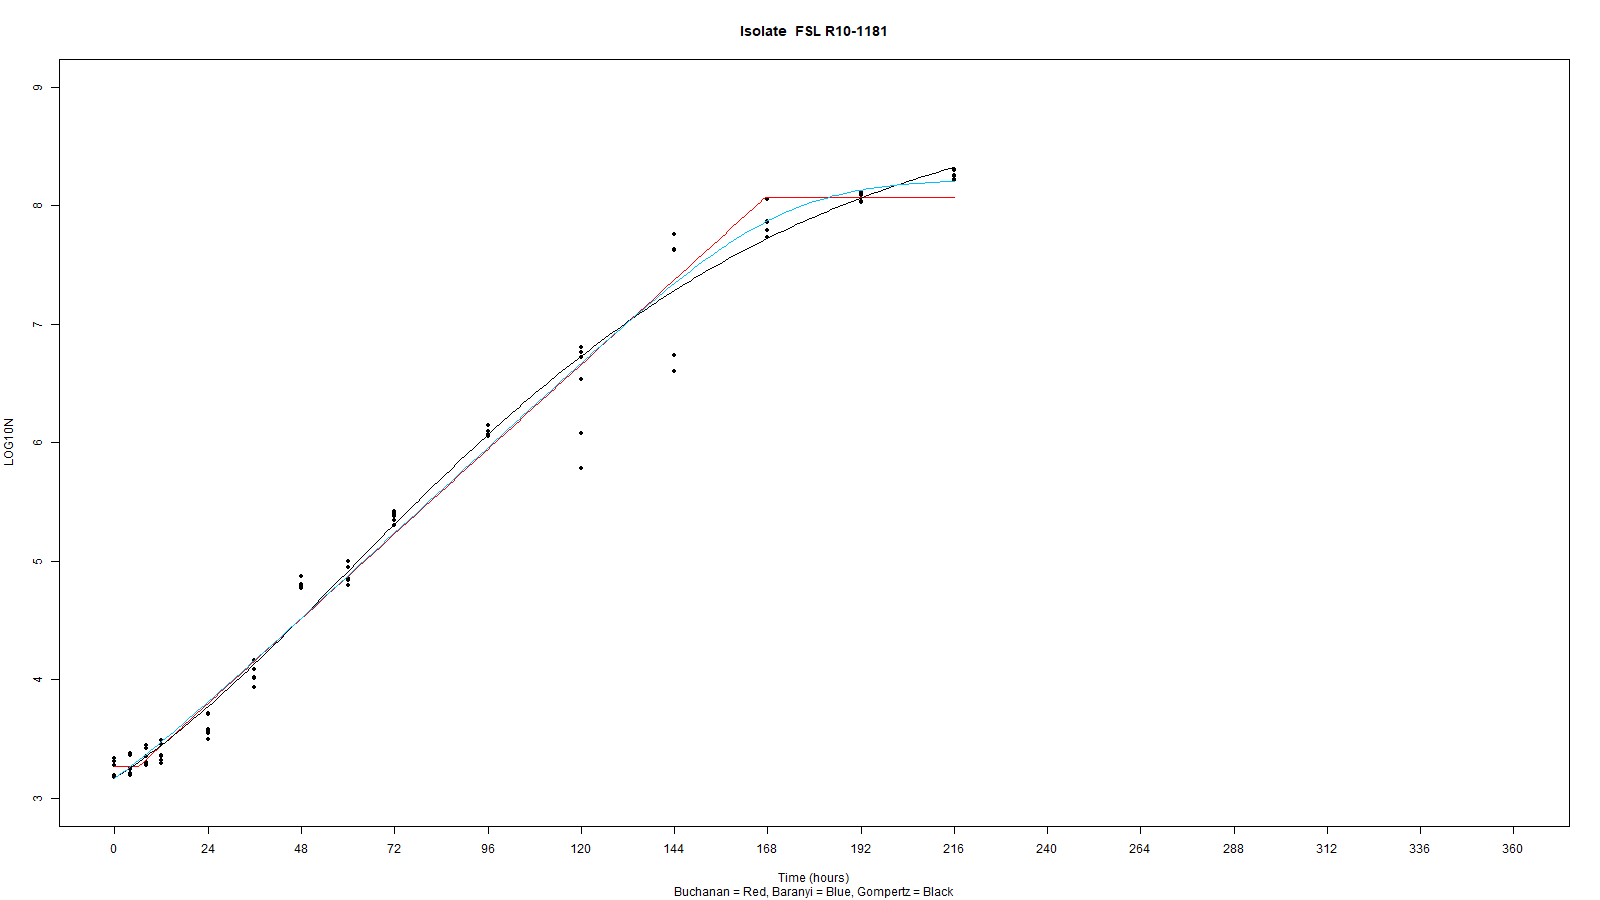 Isolate  FSL R10-1181
9
8
7
6
5
4
3
LOG10N
0 24 48 72 96 120 144 168 192 216 240 264 288 312 336 360
Time (hours)
Buchanan = Red, Baranyi = Blue, Gompertz = Black